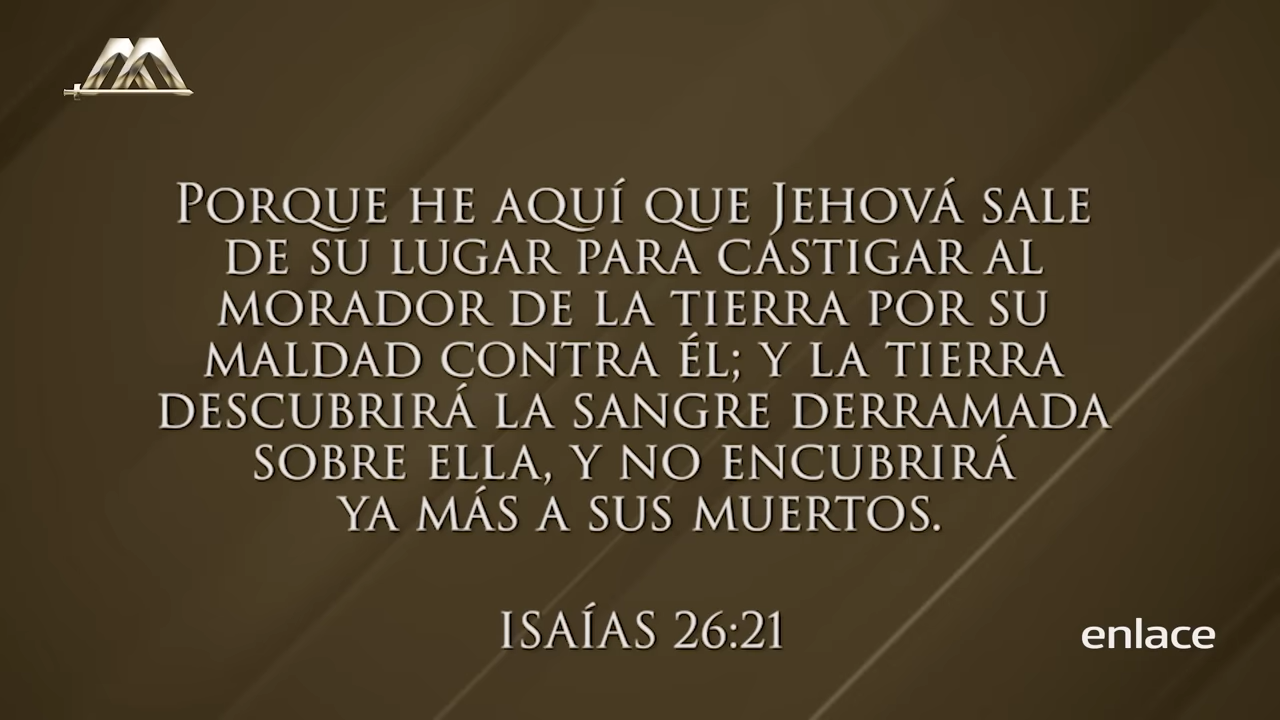 Porque he aquí que Jehová sale
de su lugar para castigar al
morador de la tierra por su
maldad contra él; y la tierra
descubrirá la sangre derramada
sobre ella, y no encubrirá
ya más a sus muertos.
Isaías 26:21
enlace